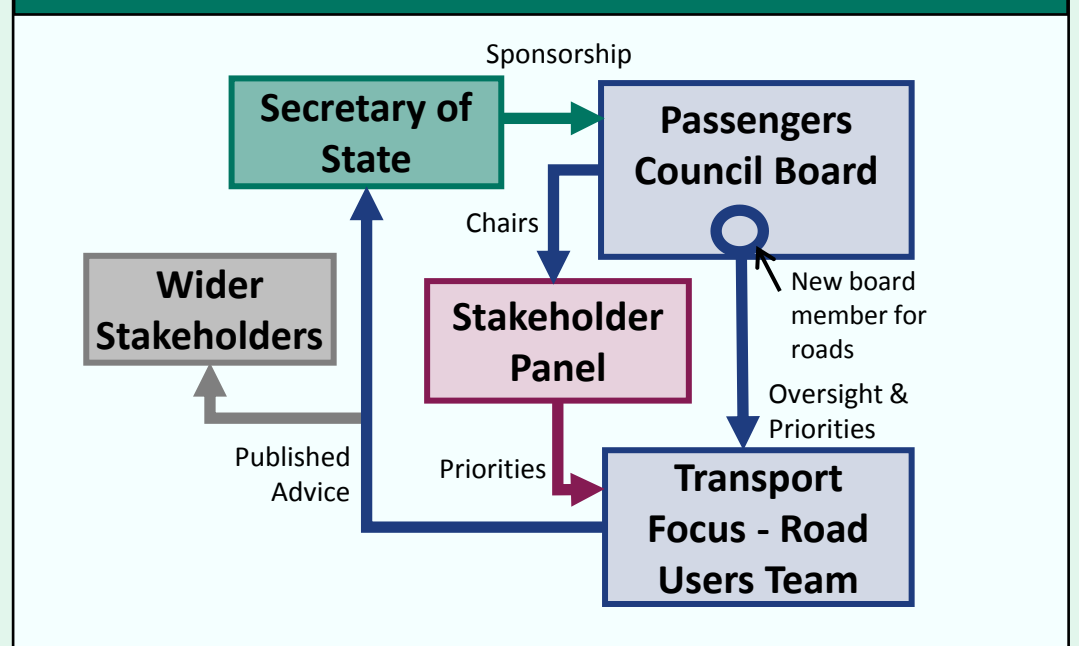 Sponsorship
Secretary of
State
Passengers
Council Board
Chairs
New board
member for
roads
Wider
Stakeholders
Stakeholder
Panel
Oversight &
Priorities
Published
Advice
Priorities
Transport
Focus - Road
Users Team